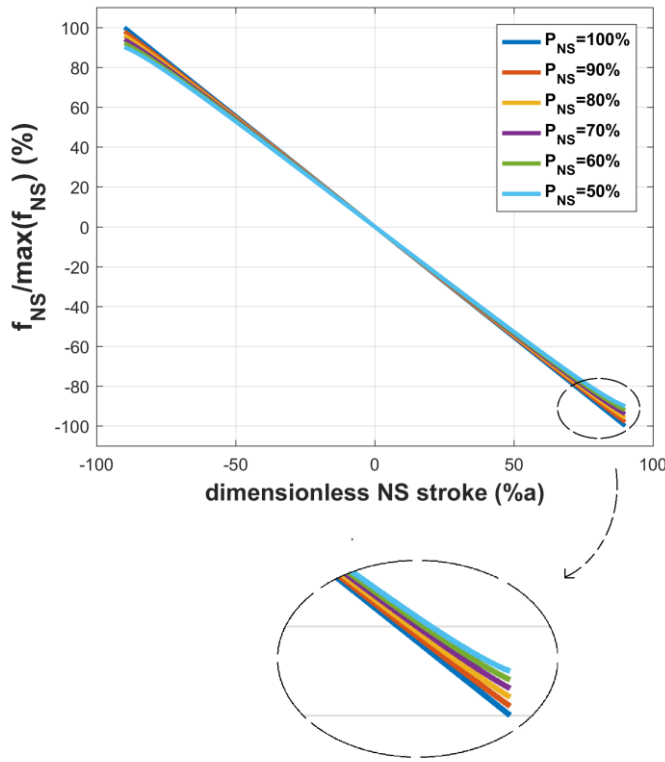 100
80
60
40
20
0
-20
-40
-60
-80
-100
f_NS/max(f_NS) (%)
P_NS=100%
P_NS=90%
P_NS=80%
P_NS=70%
P_NS=60%
P_NS=50%
-100 -50 0 50 100
dimensionless NS stroke (%a)